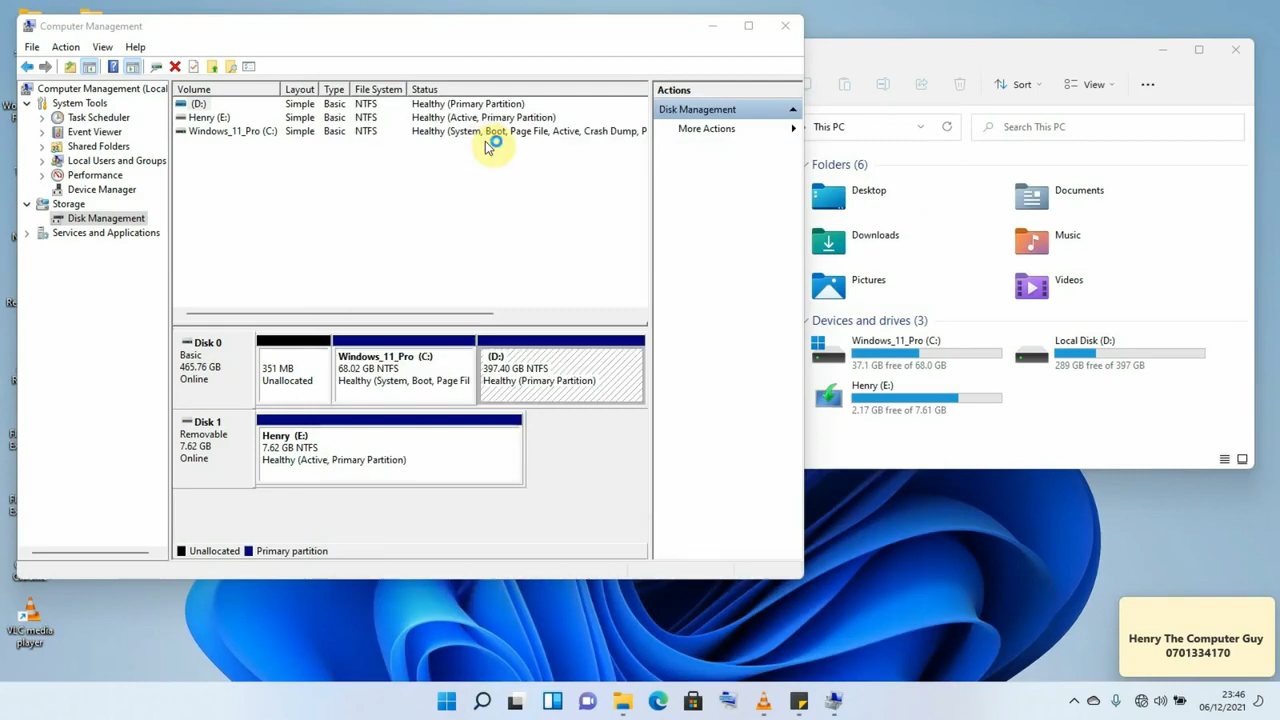 Computer Management
File Action View Help
Computer Management (Local
System Tools
Task Scheduler
Event Viewer
Shared Folders
Local Users and Groups
Performance
Device Manager
Storage
Disk Management
Services and Applications
Volume Layout Type File System Status
(D:) Simple Basic NTFS Healthy (Primary Partition)
Henry (E:) Simple Basic NTFS Healthy (Active, Primary Partition)
Windows_11_Pro (C:) Simple Basic NTFS Healthy (System, Boot, Page File, Active, Crash Dump, P
Disk 0
Basic
465.76 GB
Online
351 MB
Unallocated
Windows_11_Pro (C:)
68.02 GB NTFS
Healthy (System, Boot, Page Fil
(D:)
397.40 GB NTFS
Healthy (Primary Partition)
Disk 1
Removable
7.62 GB
Online
Henry (E:)
7.62 GB NTFS
Healthy (Active, Primary Partition)
Unallocated Primary partition
Actions
Disk Management
More Actions
Sort View
This PC
Search This PC
Folders (6)
Desktop
Documents
Downloads
Music
Pictures
Videos
Devices and drives (3)
Windows_11_Pro (C:)
37.1 GB free of 68.0 GB
Local Disk (D:)
289 GB free of 397 GB
Henry (E:)
2.17 GB free of 7.61 GB
VLC media
player
Henry The Computer Guy
0701334170
23:46
06/12/2021